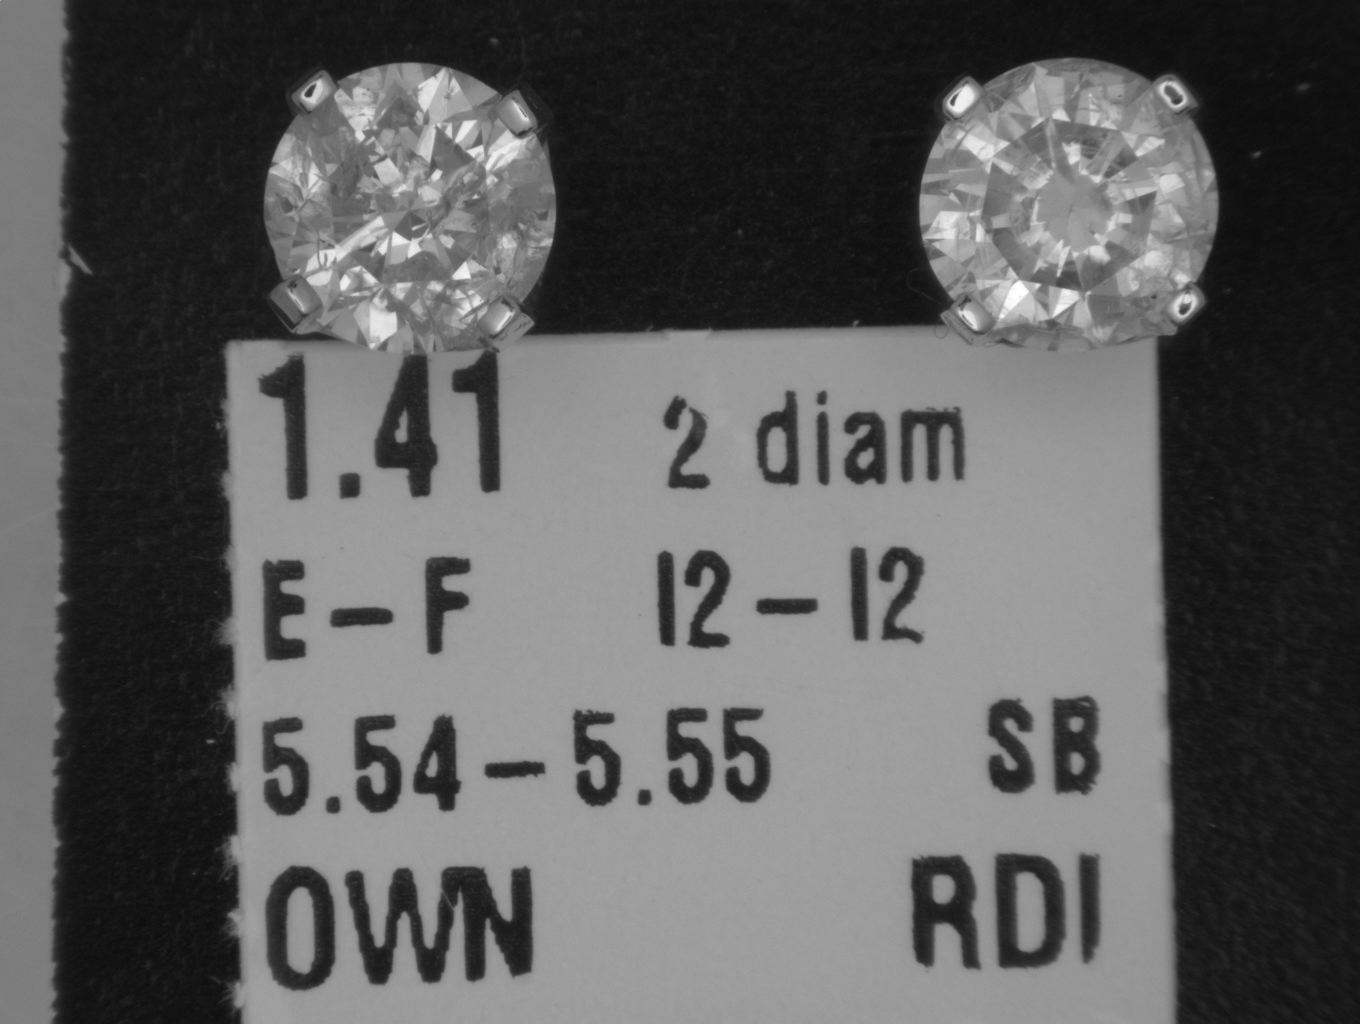 1.41 2 diam
E-F I2-I2
5.54-5.55 SB
OWN RDI